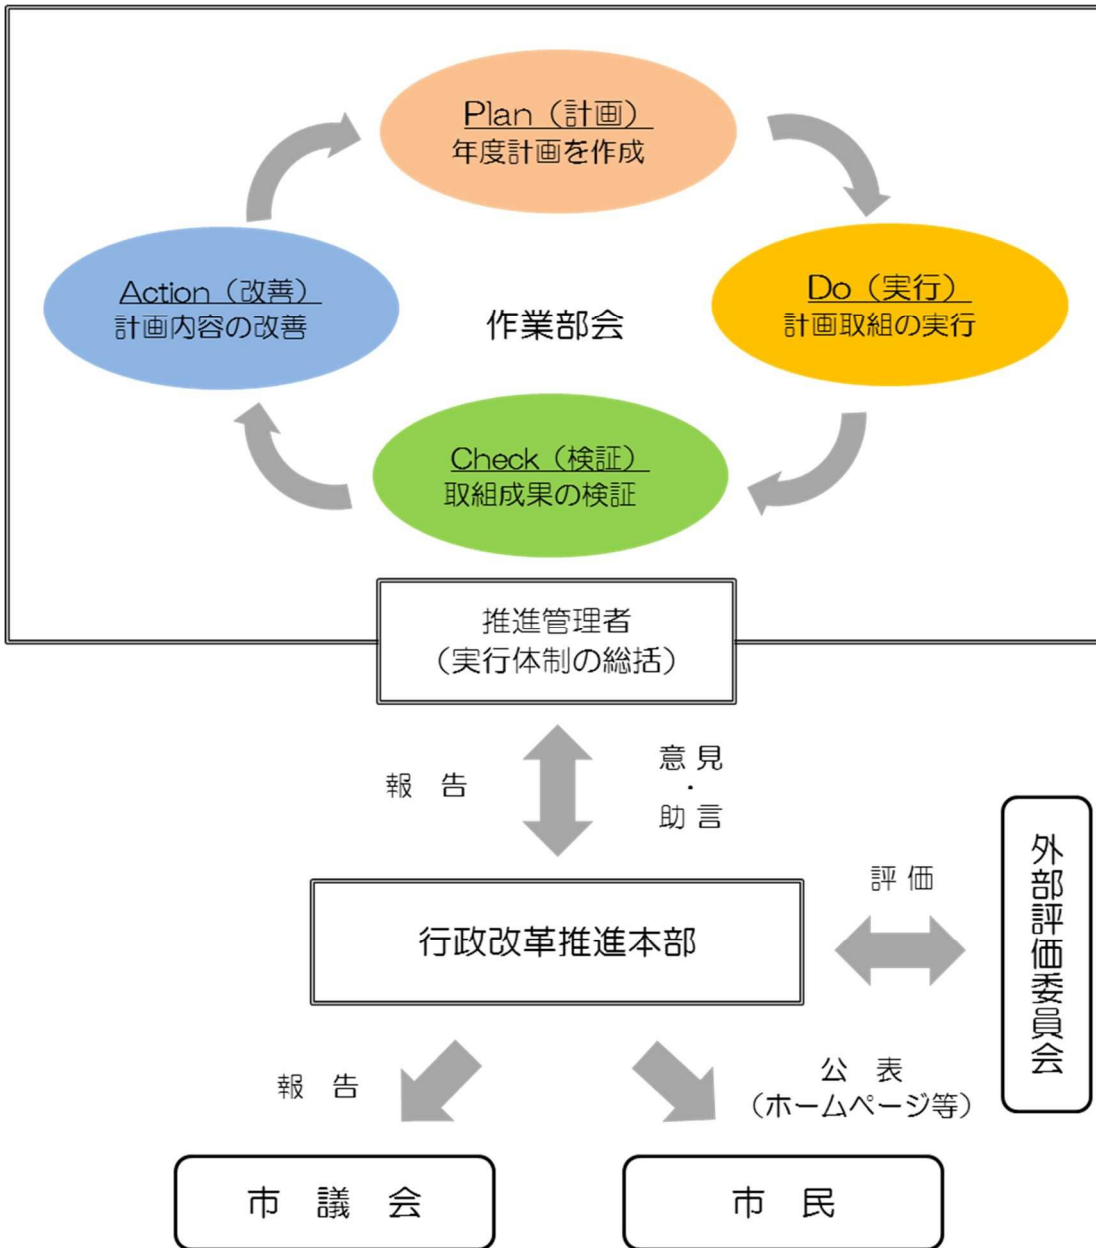 Plan（計画）
年度計画を作成
Action（改善）
計画内容の改善
作業部会
Do（実行）
計画取組の実行
Check（検証）
取組成果の検証
推進管理者
（実行体制の総括）
報　告
意 見
・
助 言
評 価
外部評価委員会
行政改革推進本部
報　告
公　表
（ホームページ等）
市　議　会
市　民